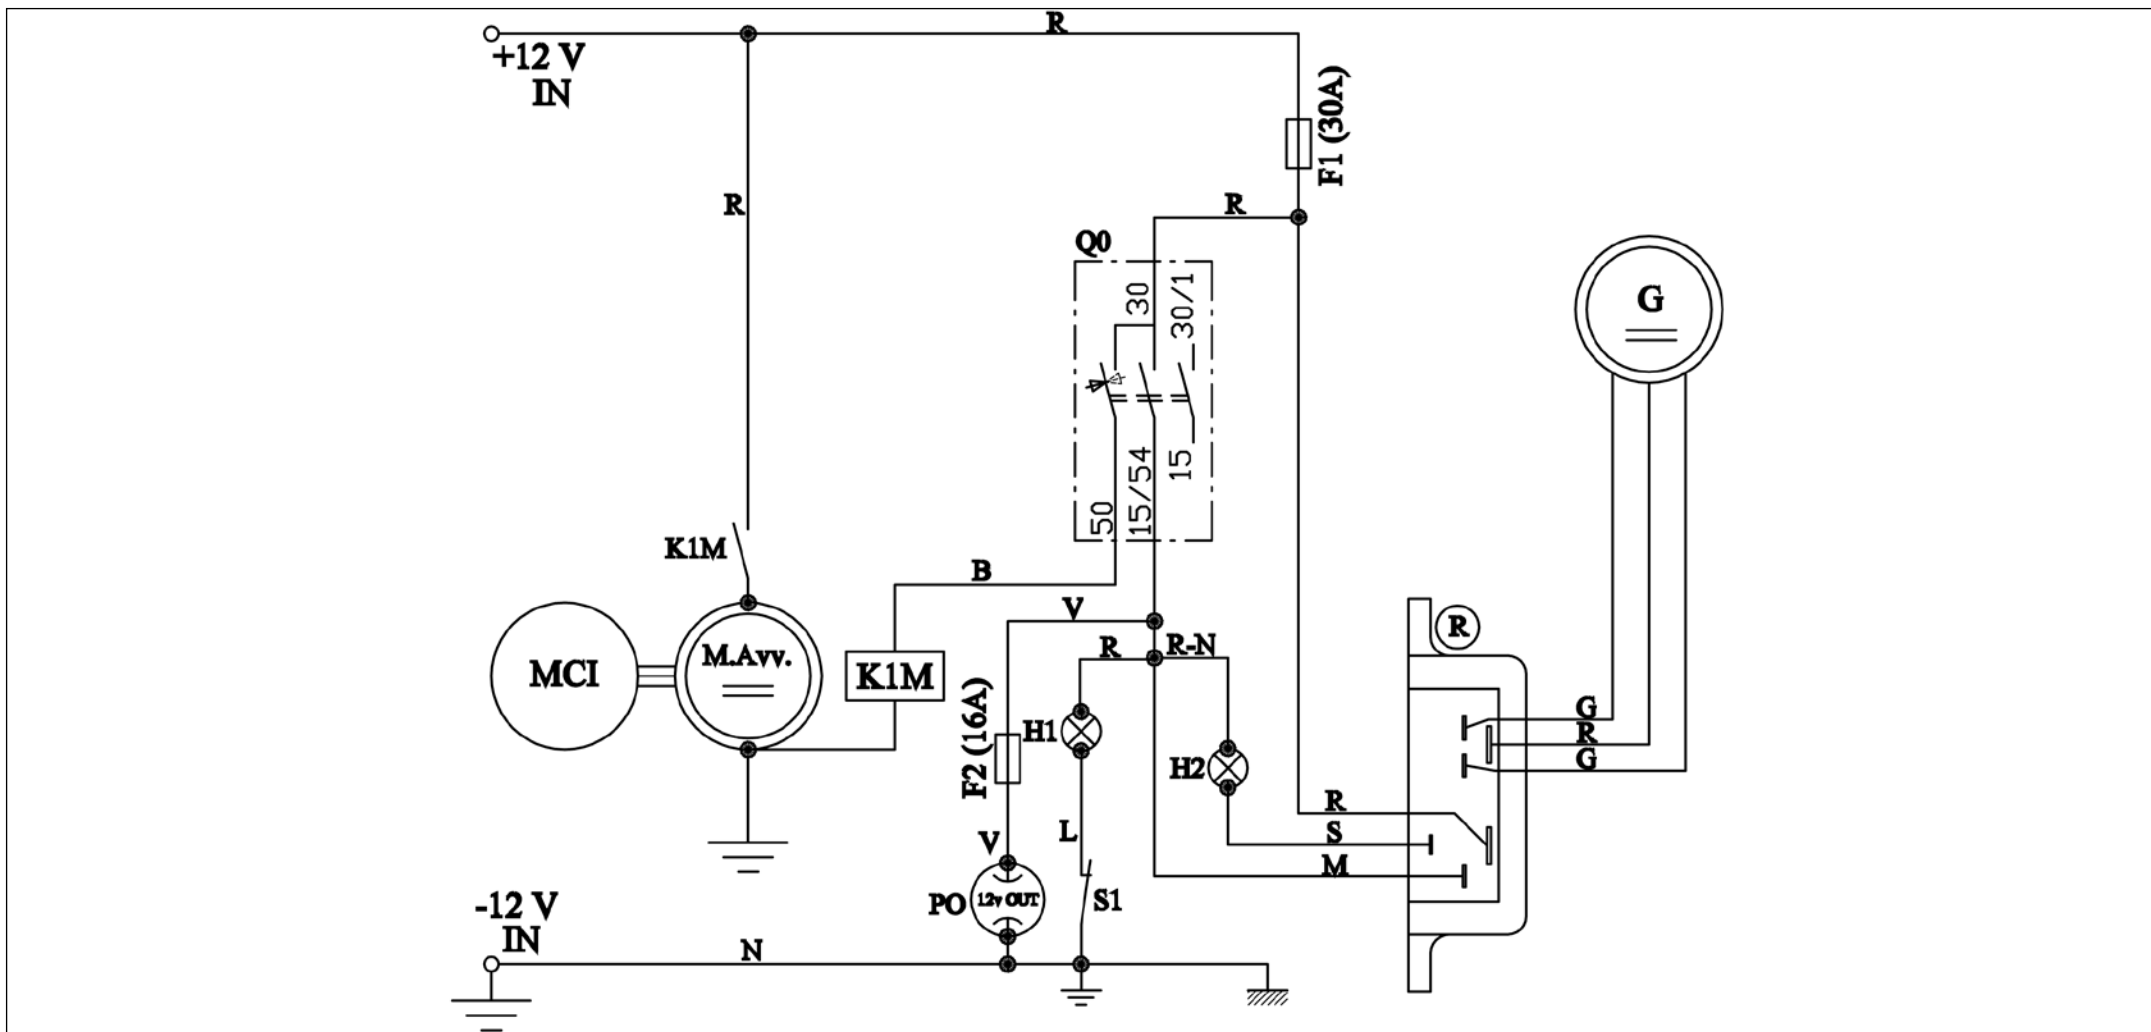 R
+12 V
IN
F1 (30A)
R
R
Q0
30
30/1
G
50
15/54
15
K1M
B
V
R
R-N
R
MCI
M.Avv.
K1M
G
R
G
F2 (16A)
H1
H2
R
L
S
V
M
PO
12v OUT
S1
-12 V
IN
N